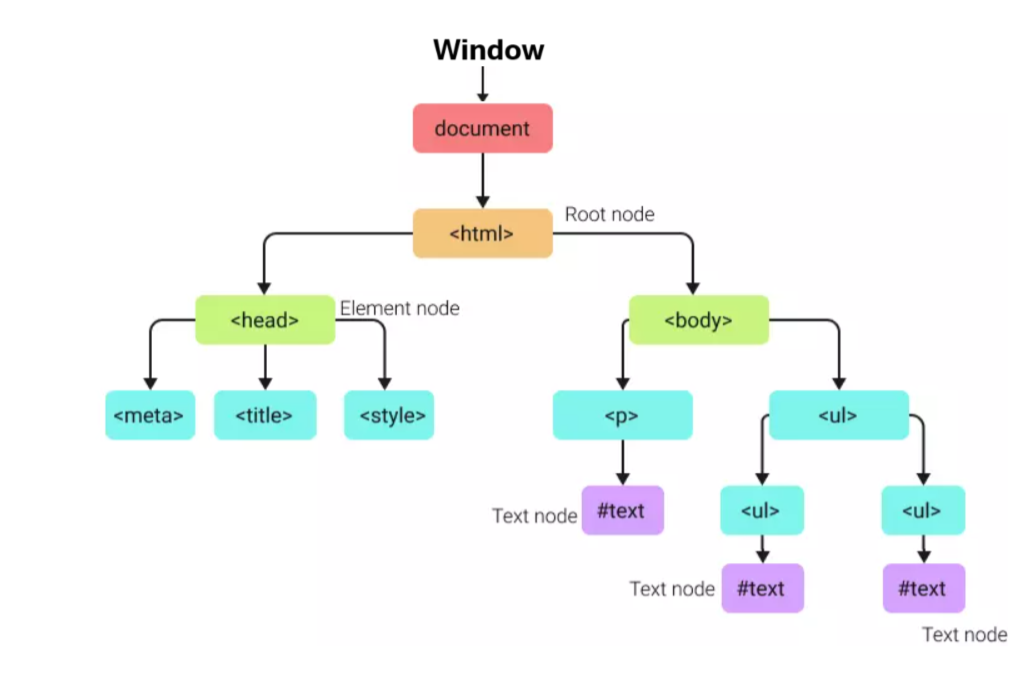 Window
document
<html>
Root node
<head>
Element node
<body>
<meta>
<title>
<style>
<p>
<ul>
Text node
#text
<ul>
<ul>
Text node
#text
#text
Text node